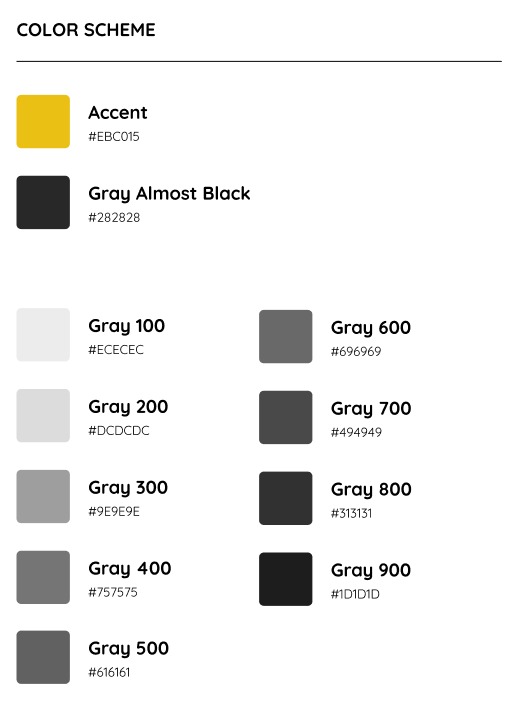 COLOR SCHEME
Accent
#EBC015
Gray Almost Black
#282828
Gray 100
#ECECEC
Gray 200
#DCDCDC
Gray 300
#9E9E9E
Gray 400
#757575
Gray 500
#616161
Gray 600
#696969
Gray 700
#494949
Gray 800
#313131
Gray 900
#1D1D1D